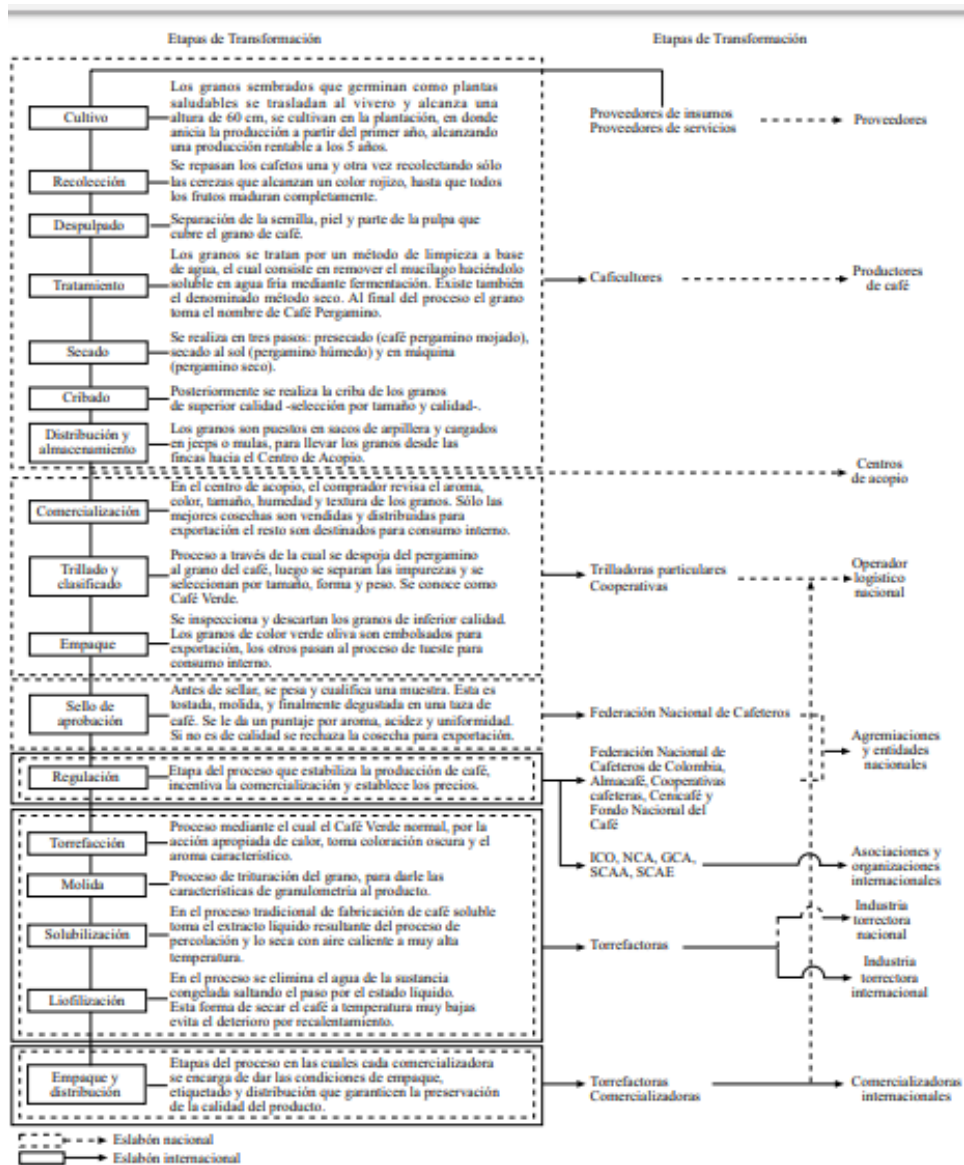 Etapas de Transformación
Etapas de Transformación
Cultivo
Los granos sembrados que germinan como plantas
saludables se trasladan al vivero y alcanza una
altura de 60 cm, se cultivan en la plantación, en donde
anicia la producción a partir del primer año, alcanzando
una producción rentable a los 5 años.
Proveedores de insumos
Proveedores de servicios
Proveedores
Recolección
Se repasan los cafetos una y otra vez recolectando sólo
las cerezas que alcanzan un color rojizo, hasta que todos
los frutos maduran completamente.
Despulpado
Separación de la semilla, piel y parte de la pulpa que
cubre el grano de café.
Tratamiento
Los granos se tratan por un método de limpieza a base
de agua, el cual consiste en remover el mucílago haciéndolo
soluble en agua fría mediante fermentación. Existe también
el denominado método seco. Al final del proceso el grano
toma el nombre de Café Pergamino.
Caficultores
Productores
de café
Secado
Se realiza en tres pasos: presecado (café pergamino mojado),
secado al sol (pergamino húmedo) y en máquina
(pergamino seco).
Cribado
Posteriormente se realiza la criba de los granos
de superior calidad -selección por tamaño y calidad-.
Distribución y
almacenamiento
Los granos son puestos en sacos de arpillera y cargados
en jeeps o mulas, para llevar los granos desde las
fincas hacia el Centro de Acopio.
Centros
de acopio
Comercialización
En el centro de acopio, el comprador revisa el aroma,
color, tamaño, humedad y textura de los granos. Sólo las
mejores cosechas son vendidas y distribuidas para
exportación el resto son destinados para consumo interno.
Trillado y
clasificado
Proceso a través de la cual se despoja del pergamino
al grano del café, luego se separan las impurezas y se
seleccionan por tamaño, forma y peso. Se conoce como
Café Verde.
Trilladoras particulares
Cooperativas
Operador
logístico
nacional
Empaque
Se inspecciona y descartan los granos de inferior calidad.
Los granos de color verde oliva son embolsados para
exportación, los otros pasan al proceso de tueste para
consumo interno.
Sello de
aprobación
Antes de sellar, se pesa y cualifica una muestra. Esta es
tostada, molida, y finalmente degustada en una taza de
café. Se le da un puntaje por aroma, acidez y uniformidad.
Si no es de calidad se rechaza la cosecha para exportación.
Federación Nacional de Cafeteros
Agremiaciones
y entidades
nacionales
Regulación
Etapa del proceso que estabiliza la producción de café,
incentiva la comercialización y establece los precios.
Federación Nacional de
Cafeteros de Colombia,
Almacafé, Cooperativas
cafeteras, Cenicafé y
Fondo Nacional del
Café
Torrefacción
Proceso mediante el cual el Café Verde normal, por la
acción apropiada de calor, toma coloración oscura y el
aroma característico.
ICO, NCA, GCA,
SCAA, SCAE
Asociaciones y
organizaciones
internacionales
Molida
Proceso de trituración del grano, para darle las
características de granulometría al producto.
Solubilización
En el proceso tradicional de fabricación de café soluble
toma el extracto líquido resultante del proceso de
percolación y lo seca con aire caliente a muy alta
temperatura.
Torrefactoras
Industria
torrectora
nacional
Industria
torrectora
internacional
Liofilización
En el proceso se elimina el agua de la sustancia
congelada saltando el paso por el estado líquido.
Esta forma de secar el café a temperatura muy bajas
evita el deterioro por recalentamiento.
Empaque y
distribución
Etapas del proceso en las cuales cada comercializadora
se encarga de dar las condiciones de empaque,
etiquetado y distribución que garanticen la preservación
de la calidad del producto.
Torrefactoras
Comercializadoras
Comercializadoras
internacionales
Eslabón nacional
Eslabón internacional